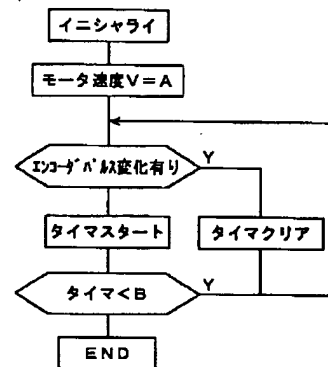 イニシャライ
モータ速度V=A
エンコーダパルス変化有り
Y
タイマスタート
タイマクリア
タイマ<B
Y
END